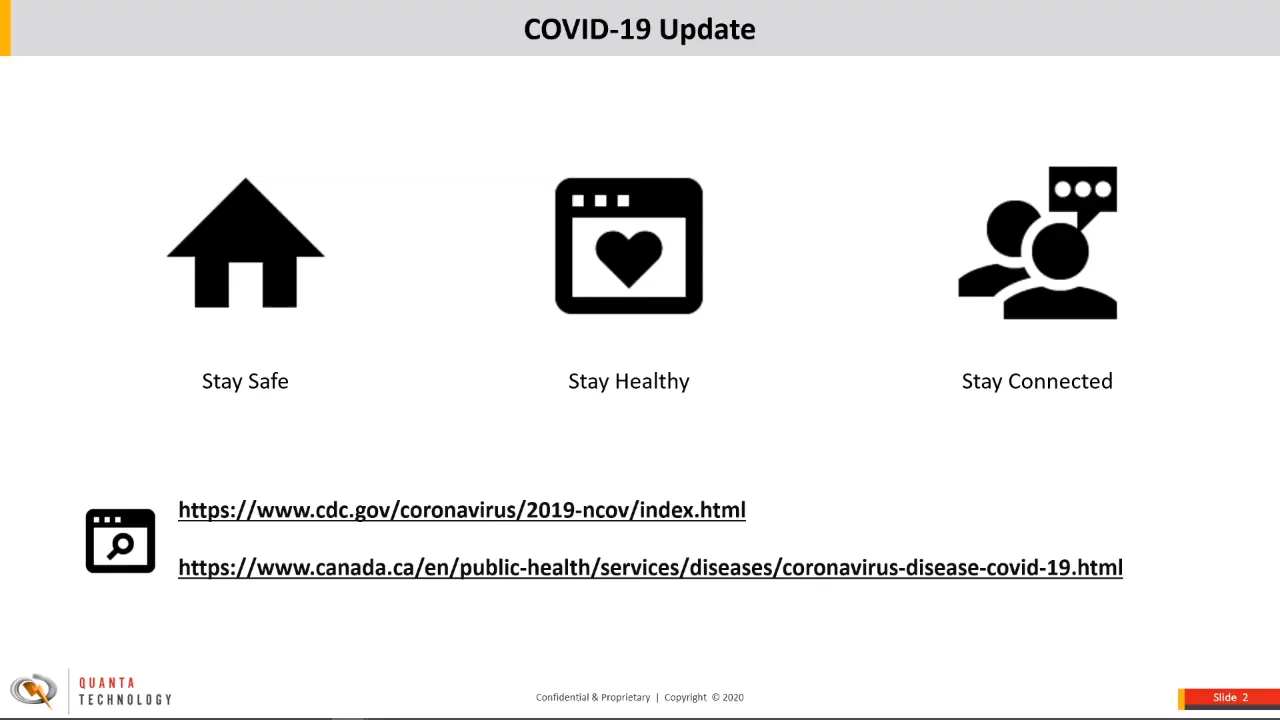 COVID-19 Update
Stay Safe
Stay Healthy
Stay Connected
https://www.cdc.gov/coronavirus/2019-ncov/index.html
https://www.canada.ca/en/public-health/services/diseases/coronavirus-disease-covid-19.html
QUANTA
TECHNOLOGY
Confidential & Proprietary | Copyright © 2020
Slide 2